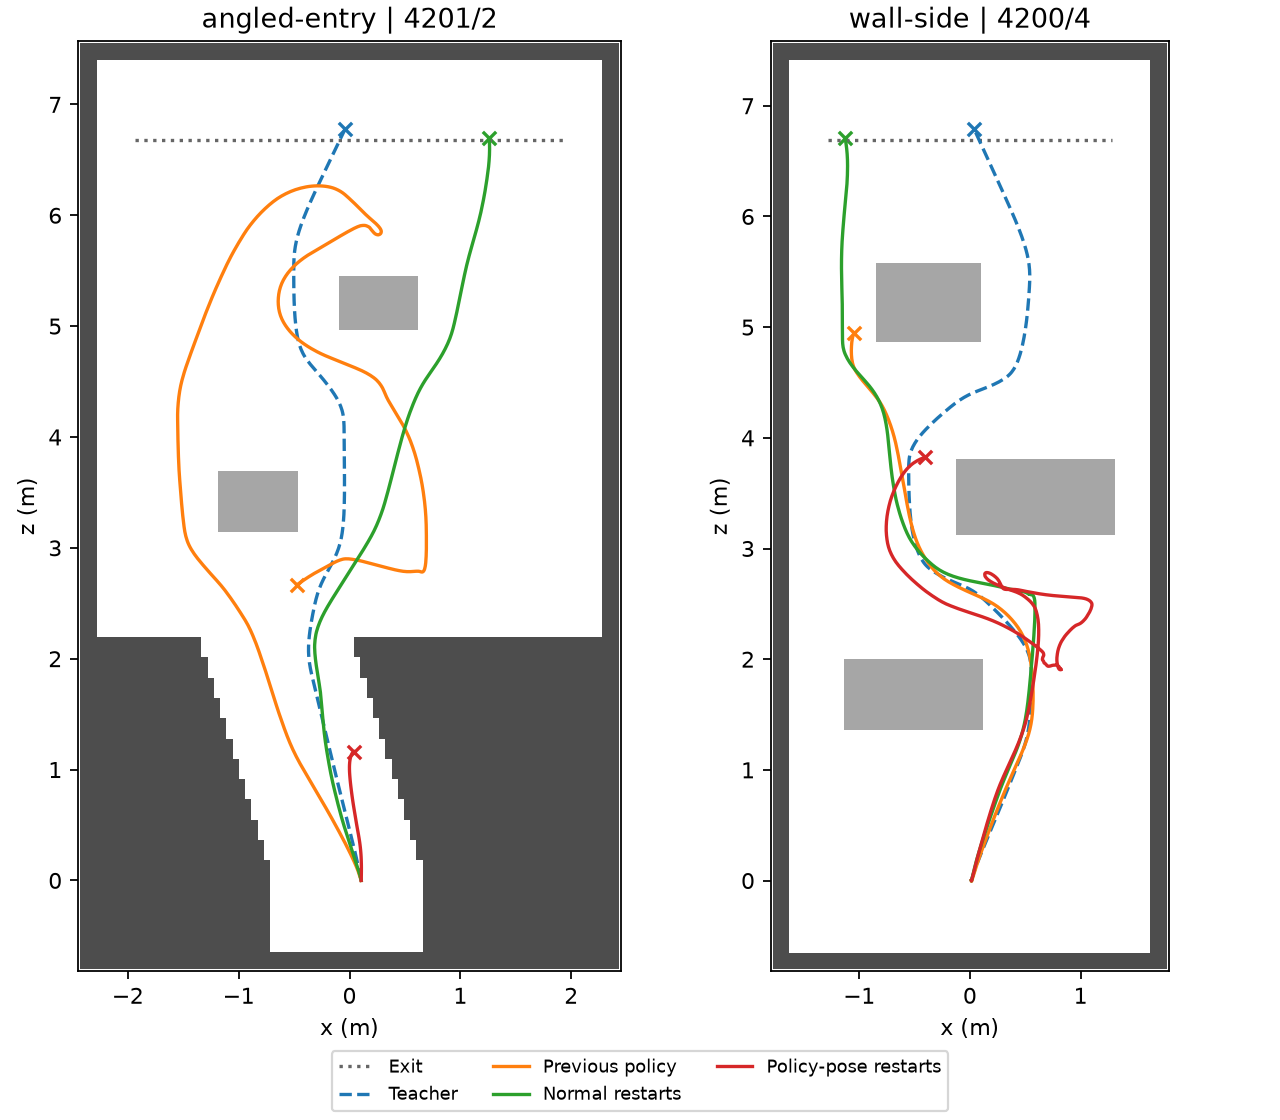 angled-entry | 4201/2
wall-side | 4200/4
7
6
5
4
3
2
1
0
z (m)
−2
−1
0
1
2
x (m)
7
6
5
4
3
2
1
0
z (m)
−1
0
1
x (m)
Exit
Previous policy
Policy-pose restarts
Teacher
Normal restarts